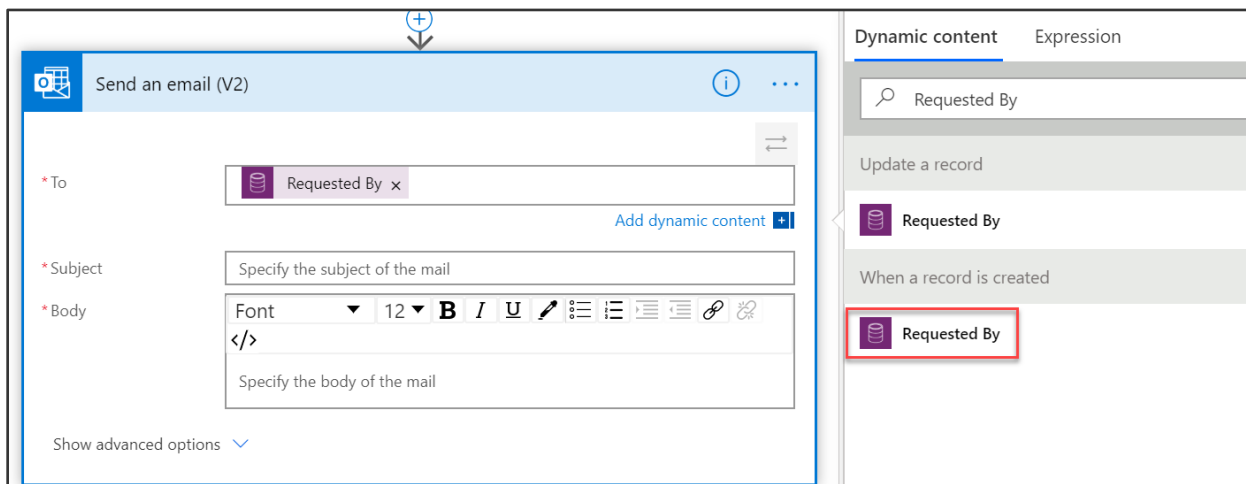 Send an email (V2)
* To
Requested By ×
Add dynamic content
* Subject
Specify the subject of the mail
* Body
Font 12 B I U
</>
Specify the body of the mail
Show advanced options
Dynamic content Expression
Requested By
Update a record
Requested By
When a record is created
Requested By